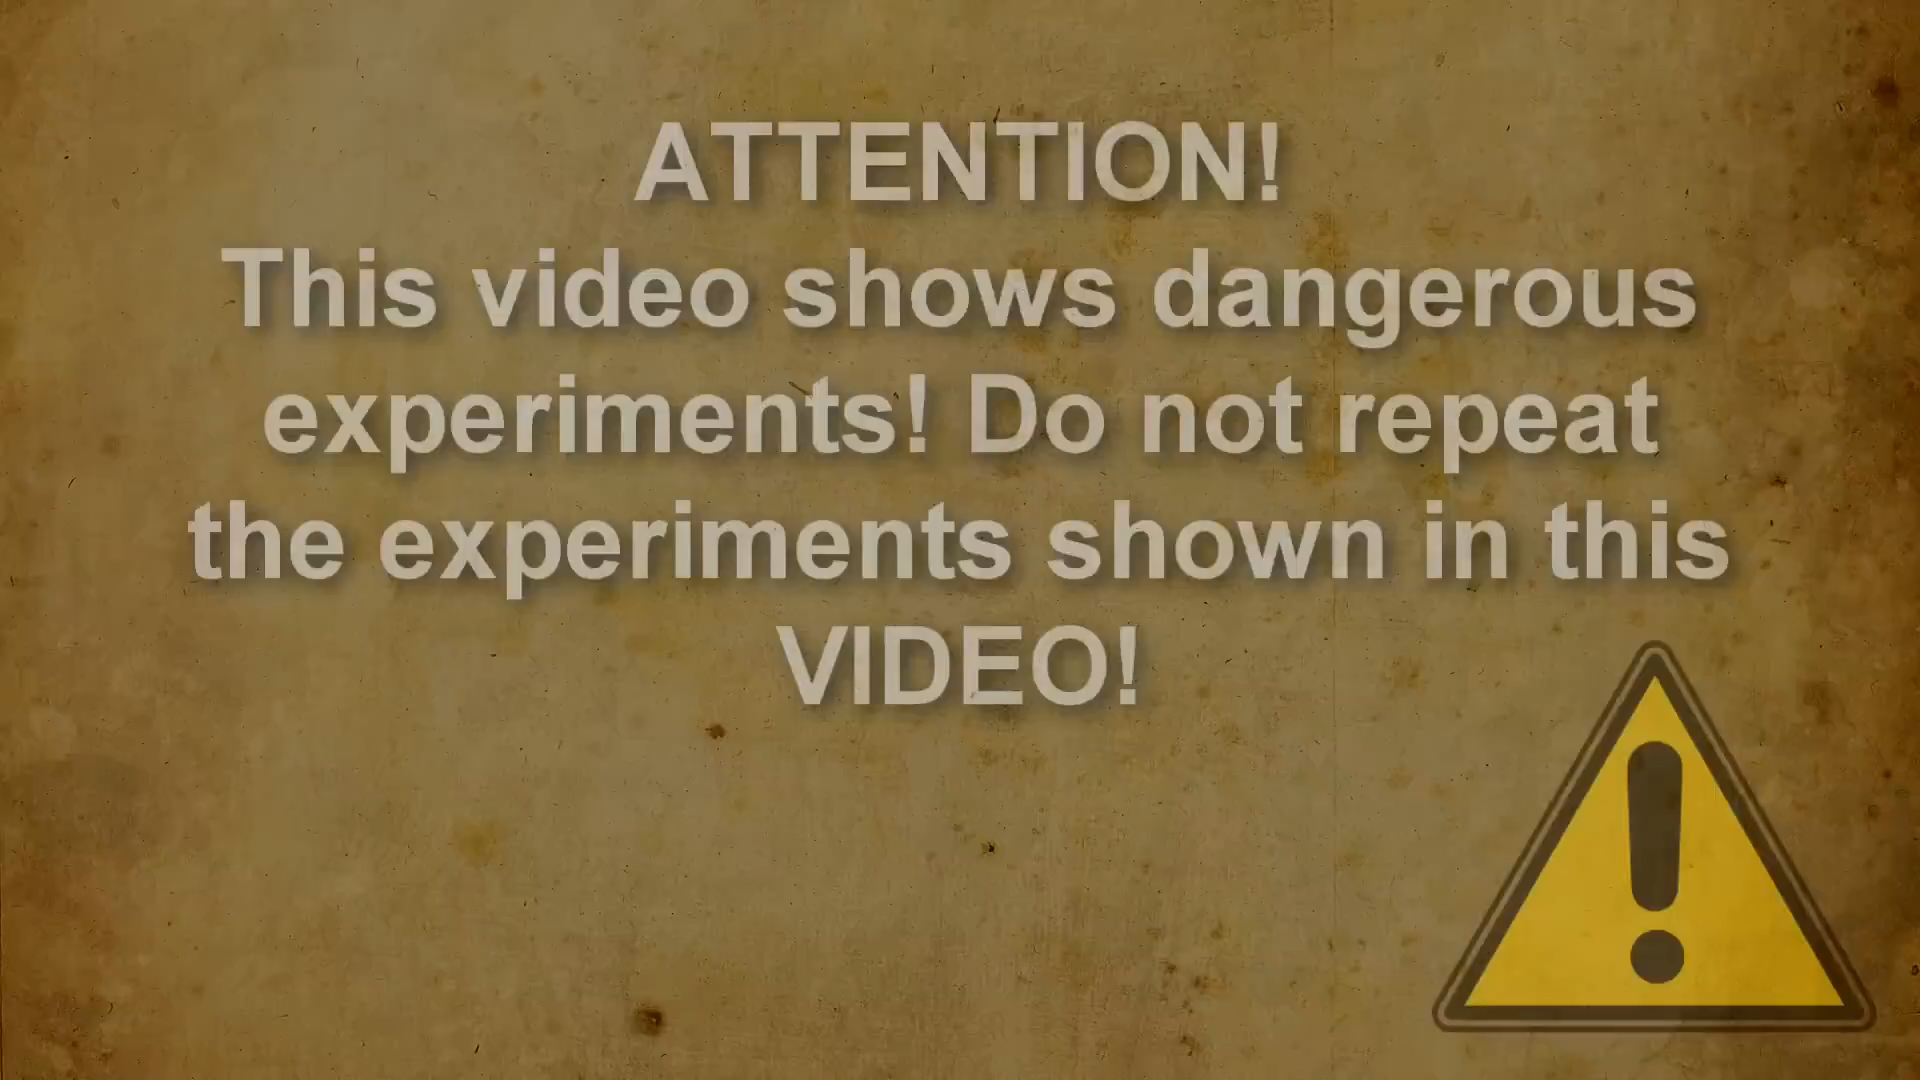 ATTENTION!
This video shows dangerous
experiments! Do not repeat
the experiments shown in this
VIDEO!